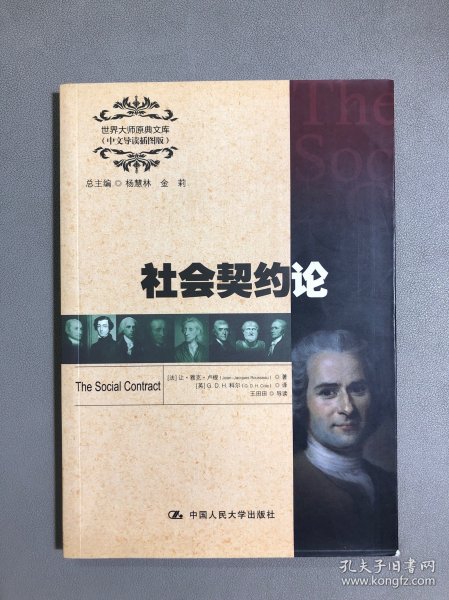 The
Soc
世界大师原典文库
（中文导读插图版）
总主编◎杨慧林 金 莉
社会契约论
The Social Contract
[法] 让·雅克·卢梭 (Jean-Jacques Rousseau) ◎ 著
[英] G. D. H. 科尔 (G. D. H. Cole) ◎ 译
王田田 ◎ 导读
中国人民大学出版社
孔夫子旧书网
www.kongfz.com